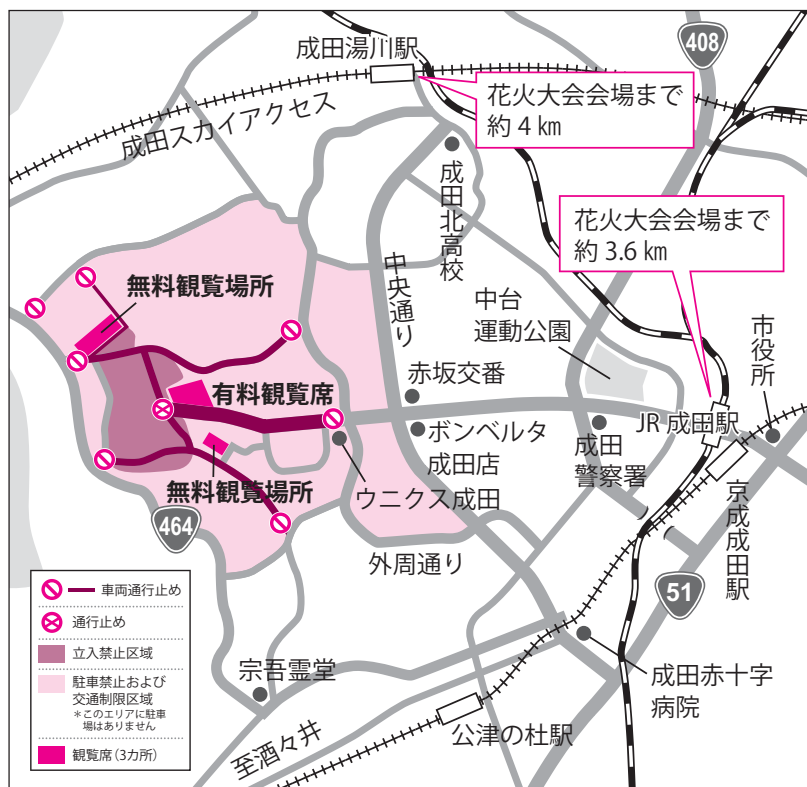 成田湯川駅
408
花火大会会場まで
約 4 km
成田スカイアクセス
成田北高校
花火大会会場まで
約 3.6 km
中央通り
無料観覧場所
中台
運動公園
市役所
赤坂交番
有料観覧席
JR 成田駅
ボンベルタ
成田店
成田
警察署
ウニクス成田
無料観覧場所
464
京成成田駅
外周通り
51
車両通行止め
通行止め
立入禁止区域
駐車禁止および
交通制限区域
＊このエリアに駐車
場はありません
観覧席(3カ所)
宗吾霊堂
成田赤十字
病院
公津の杜駅
至酒々井